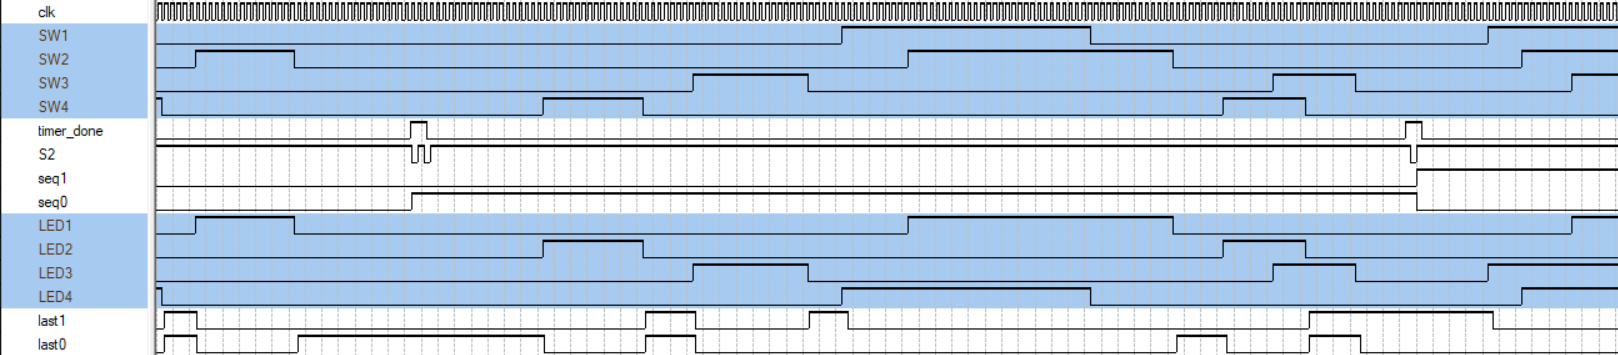 clk
SW1
SW2
SW3
SW4
timer_done
S2
seq1
seq0
LED1
LED2
LED3
LED4
last1
last0